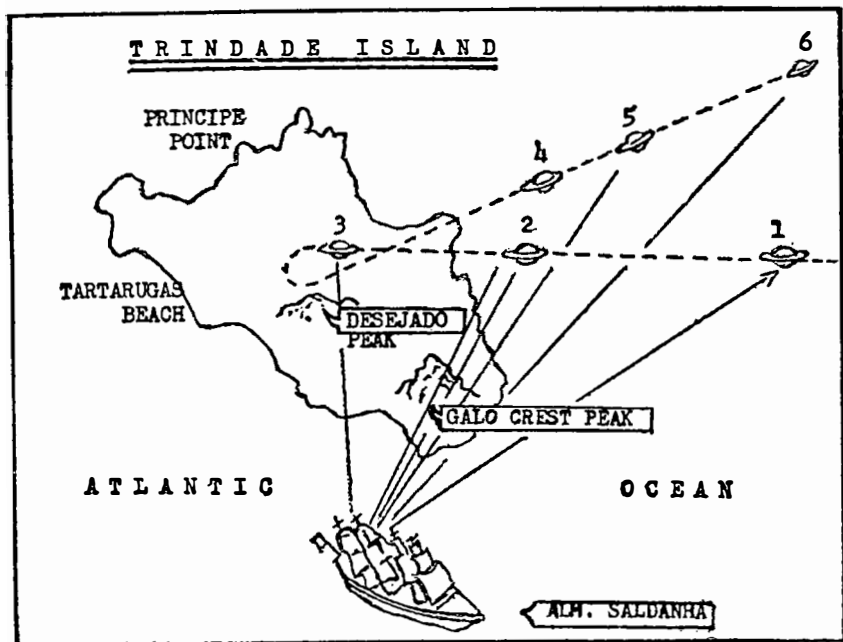 TRINDADE ISLAND
6
PRINCIPE
POINT
5
4
3
2
1
TARTARUGAS
BEACH
DESEJADO
PEAK
GALO CREST PEAK
ATLANTIC
OCEAN
ALM. SALDANHA